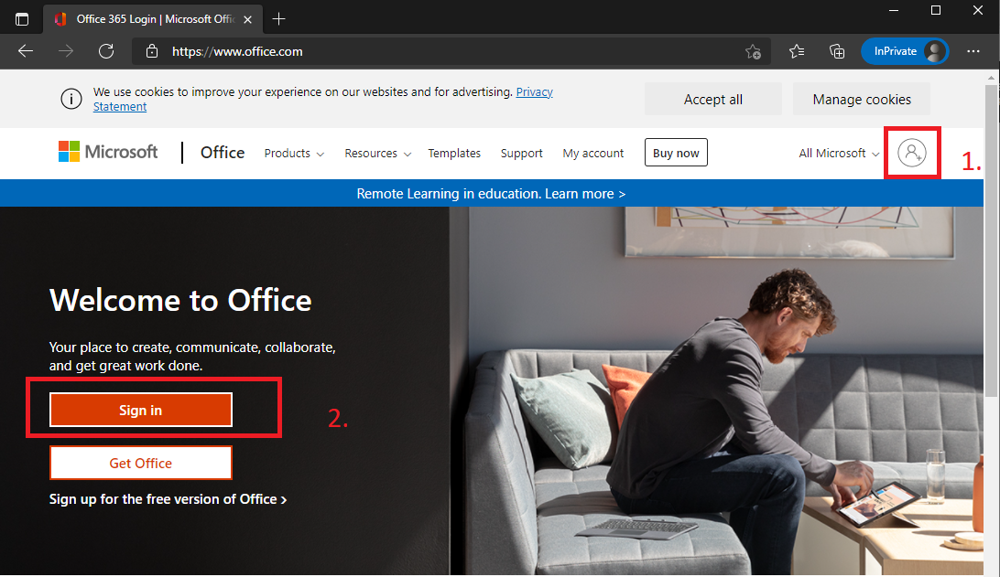 Office 365 Login | Microsoft Offic
https://www.office.com
InPrivate
We use cookies to improve your experience on our websites and for advertising. Privacy
Statement
Accept all
Manage cookies
Microsoft
Office
Products
Resources
Templates
Support
My account
Buy now
All Microsoft
1.
Remote Learning in education. Learn more >
Welcome to Office
Your place to create, communicate, collaborate,
and get great work done.
Sign in
2.
Get Office
Sign up for the free version of Office >